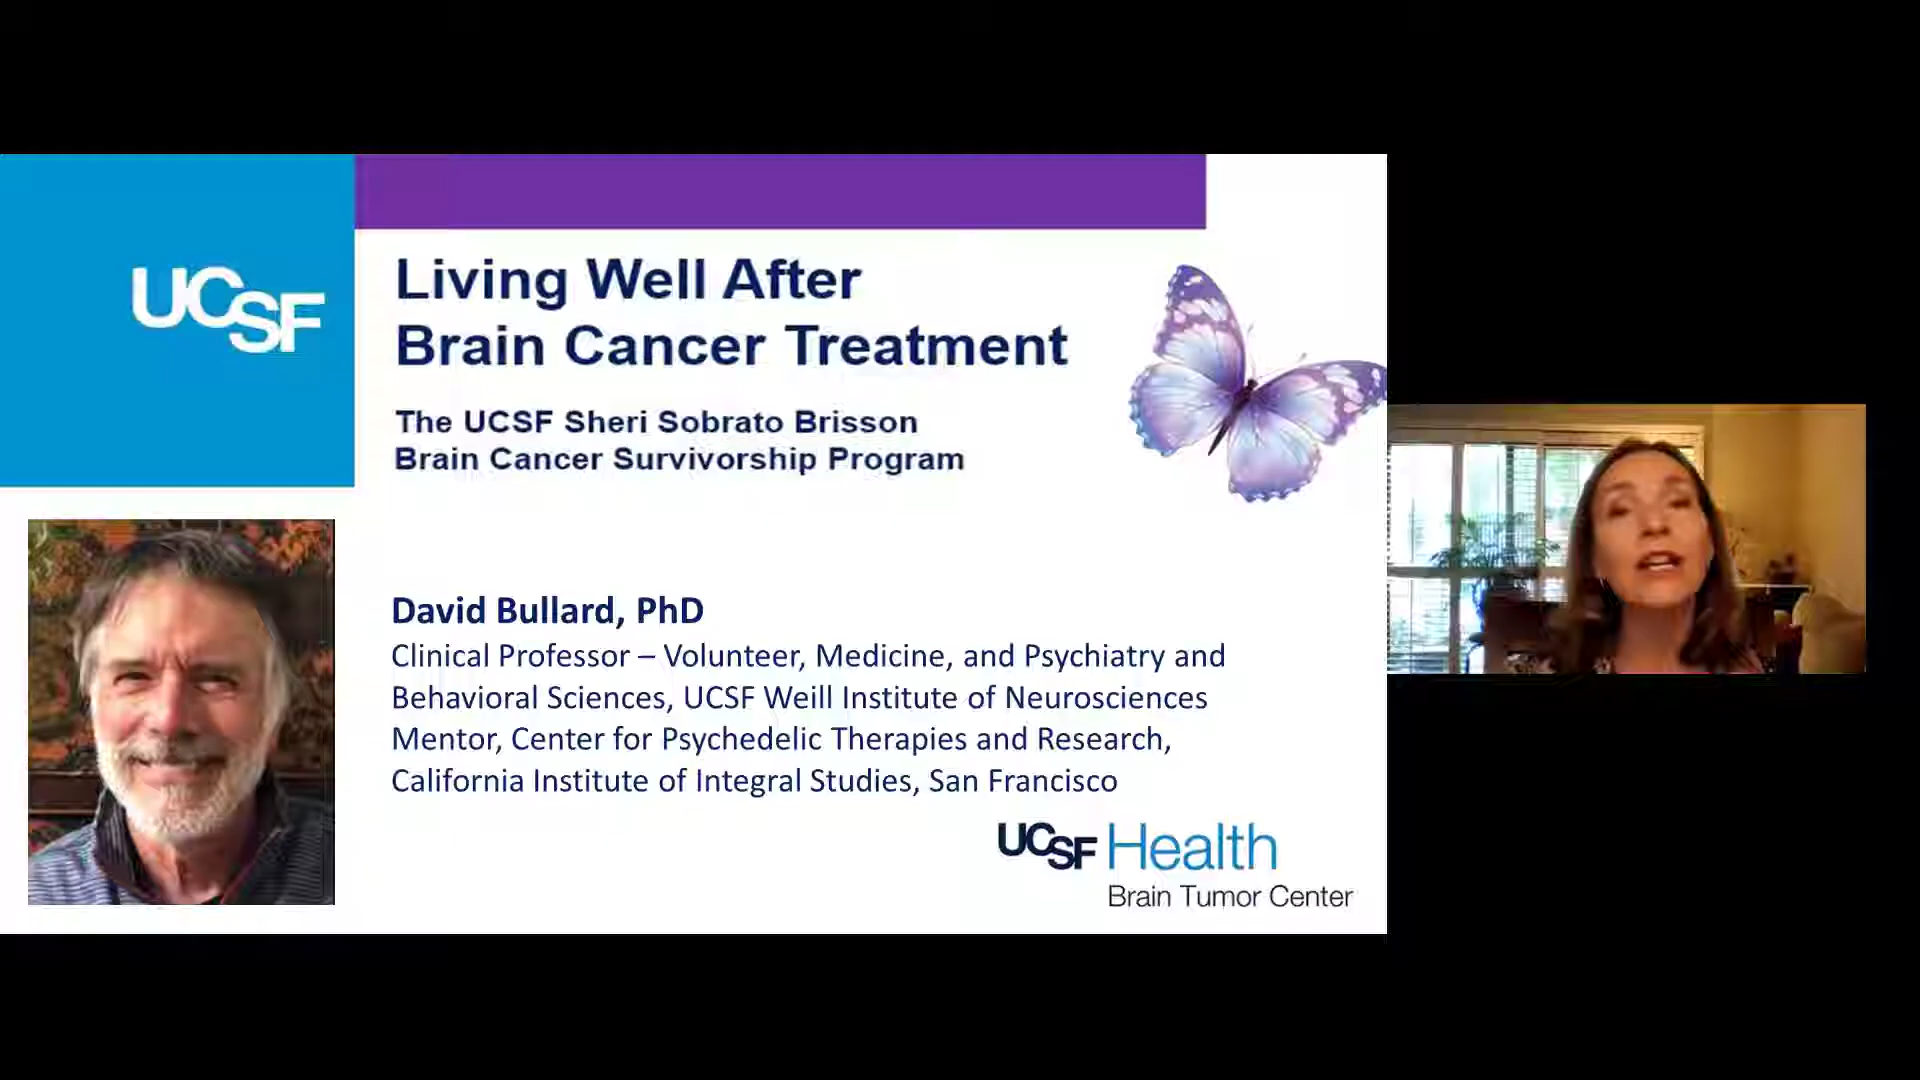 UCSF
Living Well After
Brain Cancer Treatment
The UCSF Sheri Sobrato Brisson
Brain Cancer Survivorship Program
David Bullard, PhD
Clinical Professor – Volunteer, Medicine, and Psychiatry and
Behavioral Sciences, UCSF Weill Institute of Neurosciences
Mentor, Center for Psychedelic Therapies and Research,
California Institute of Integral Studies, San Francisco
UCSF Health
Brain Tumor Center